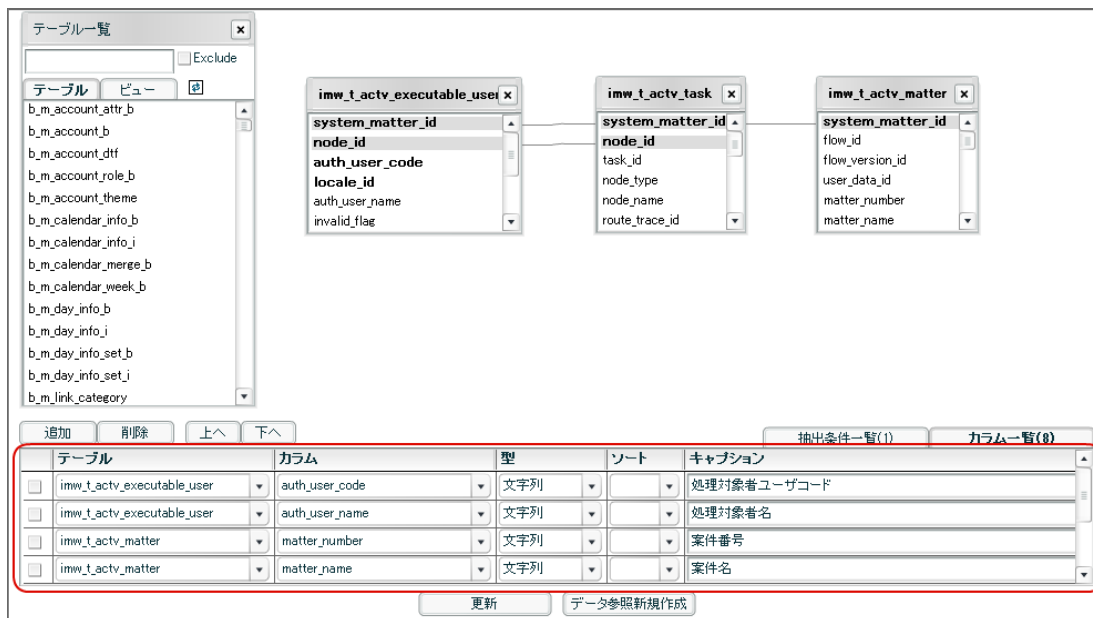 テーブル一覧
Exclude
テーブル ビュー
b_m_account_attr_b
b_m_account_b
b_m_account_dtf
b_m_account_role_b
b_m_account_theme
b_m_calendar_info_b
b_m_calendar_info_i
b_m_calendar_merge_b
b_m_calendar_week_b
b_m_day_info_b
b_m_day_info_i
b_m_day_info_set_b
b_m_day_info_set_i
b_m_link_category
imw_t_actv_executable_user
system_matter_id
node_id
auth_user_code
locale_id
auth_user_name
invalid_flag
imw_t_actv_task
system_matter_id
node_id
task_id
node_type
node_name
route_trace_id
imw_t_actv_matter
system_matter_id
flow_id
flow_version_id
user_data_id
matter_number
matter_name
追加 削除 上へ 下へ 抽出条件一覧(1) カラム一覧(8)
テーブル カラム 型 ソート キャプション
imw_t_actv_executable_user auth_user_code 文字列 処理対象者ユーザコード
imw_t_actv_executable_user auth_user_name 文字列 処理対象者名
imw_t_actv_matter matter_number 文字列 案件番号
imw_t_actv_matter matter_name 文字列 案件名
更新 データ参照新規作成